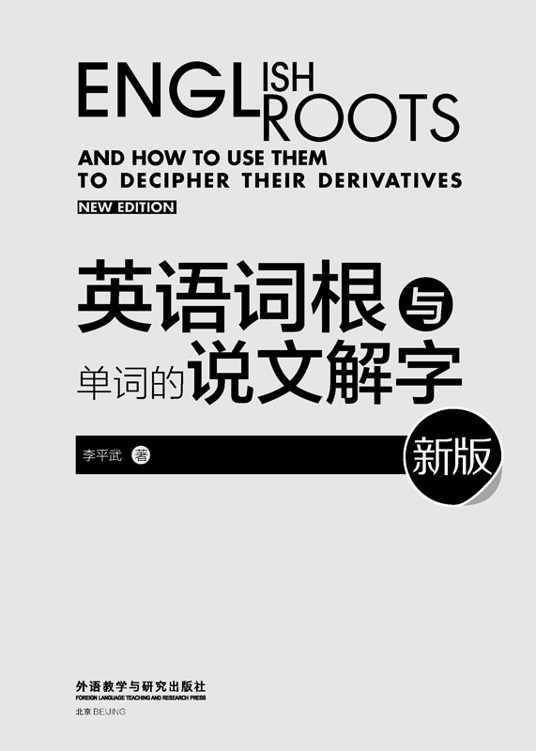 ENGLISH
ROOTS
AND HOW TO USE THEM
TO DECIPHER THEIR DERIVATIVES
NEW EDITION
英语词根与
单词的说文解字
李平武 著
新版
外语教学与研究出版社
FOREIGN LANGUAGE TEACHING AND RESEARCH PRESS
北京 BEIJING